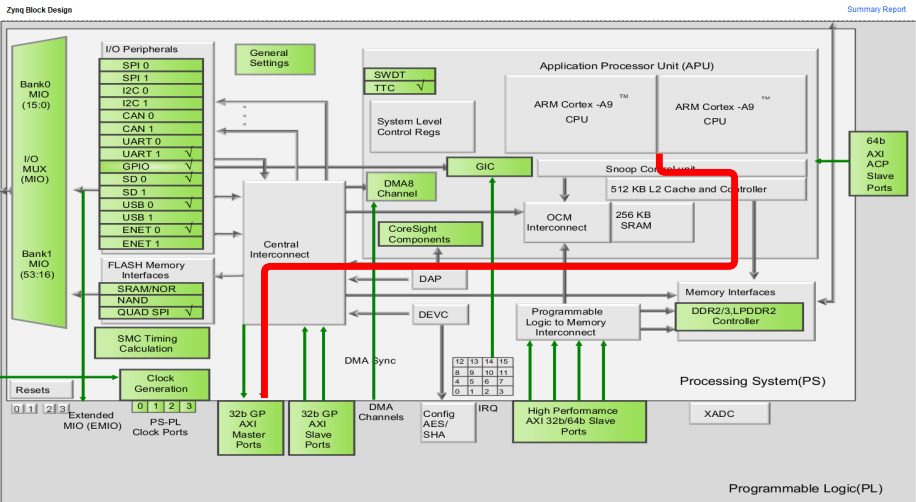 Zynq Block Design
Summary Report
I/O Peripherals
SPI 0
SPI 1
I2C 0
I2C 1
CAN 0
CAN 1
UART 0
UART 1 √
GPIO
SD 0 √
SD 1
USB 0 √
USB 1
ENET 0 √
ENET 1
Bank0
MIO
(15:0)
I/O
MUX
(MIO)
Bank1
MIO
(53:16)
FLASH Memory
Interfaces
SRAM/NOR
NAND
QUAD SPI √
SMC Timing
Calculation
General
Settings
Application Processor Unit (APU)
SWDT
TTC √
System Level
Control Regs
ARM Cortex -A9 ™
CPU
ARM Cortex -A9 ™
CPU
GIC
Snoop Control unit
DMA8
Channel
512 KB L2 Cache and Controller
CoreSight
Components
OCM
Interconnect
256 KB
SRAM
Central
Interconnect
DAP
DEVC
Programmable
Logic to Memory
Interconnect
Memory Interfaces
DDR2/3,LPDDR2
Controller
64b
AXI
ACP
Slave
Ports
DMA Sync
12 13 14 15
8 9 10 11
4 5 6 7
0 1 2 3
Processing System(PS)
Resets
0 1 2 3
Clock
Generation
0 1 2 3
Extended
MIO (EMIO)
PS-PL
Clock Ports
32b GP
AXI
Master
Ports
32b GP
AXI
Slave
Ports
DMA
Channels
Config
AES/
SHA
IRQ
High Performamce
AXI 32b/64b Slave
Ports
XADC
Programmable Logic(PL)